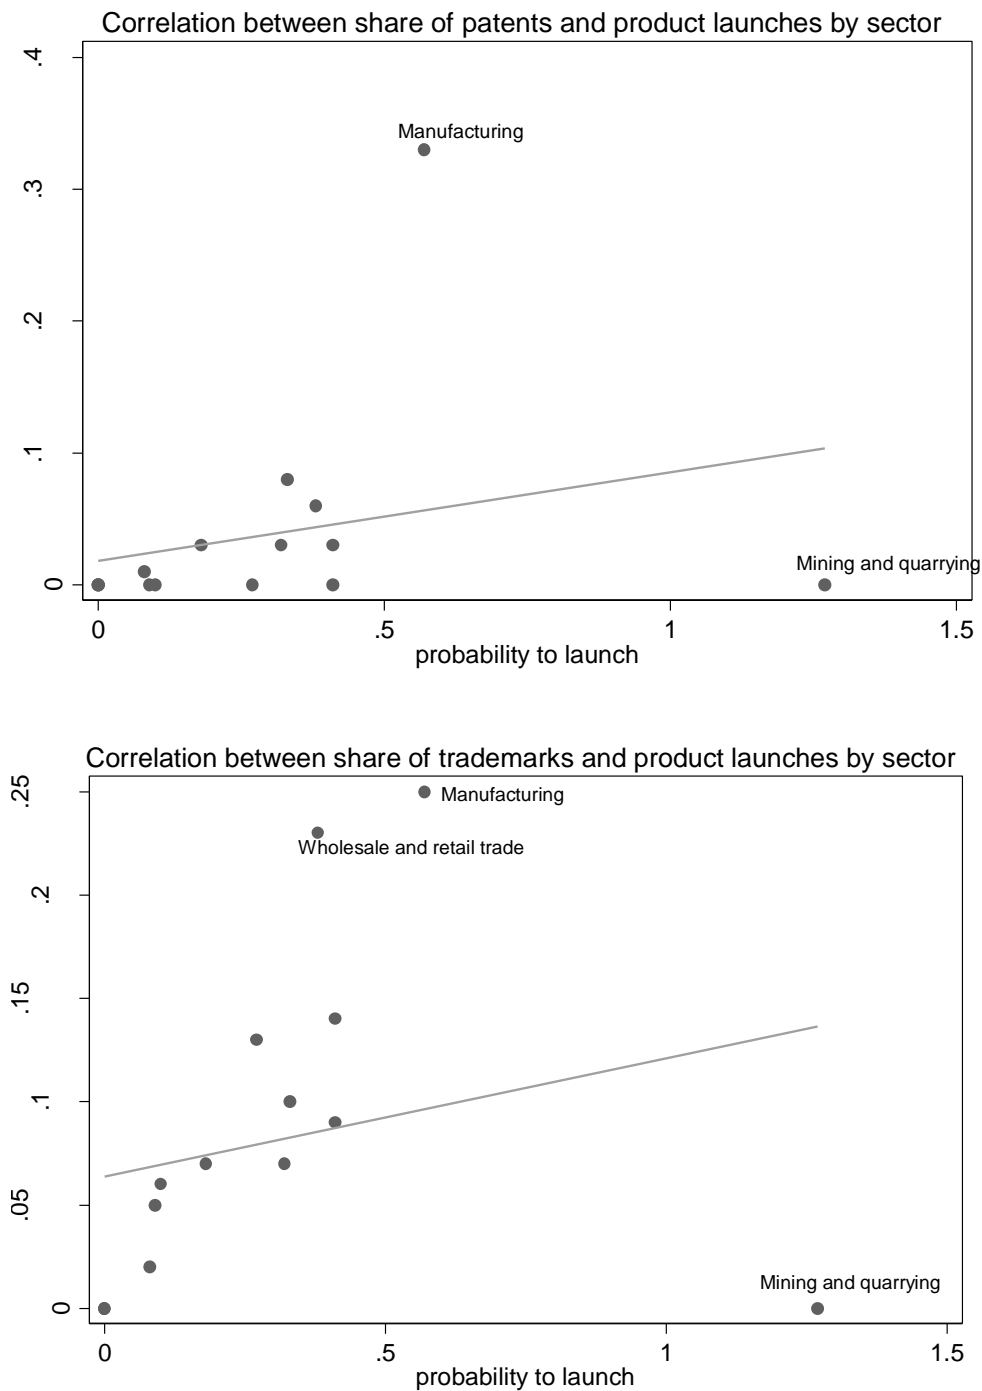 Correlation between share of patents and product launches by sector
.4
Manufacturing
.3
.2
.1
Mining and quarrying
0
0 .5 1 1.5
probability to launch
Correlation between share of trademarks and product launches by sector
.25
Manufacturing
Wholesale and retail trade
.2
.15
.1
.05
Mining and quarrying
0
0 .5 1 1.5
probability to launch